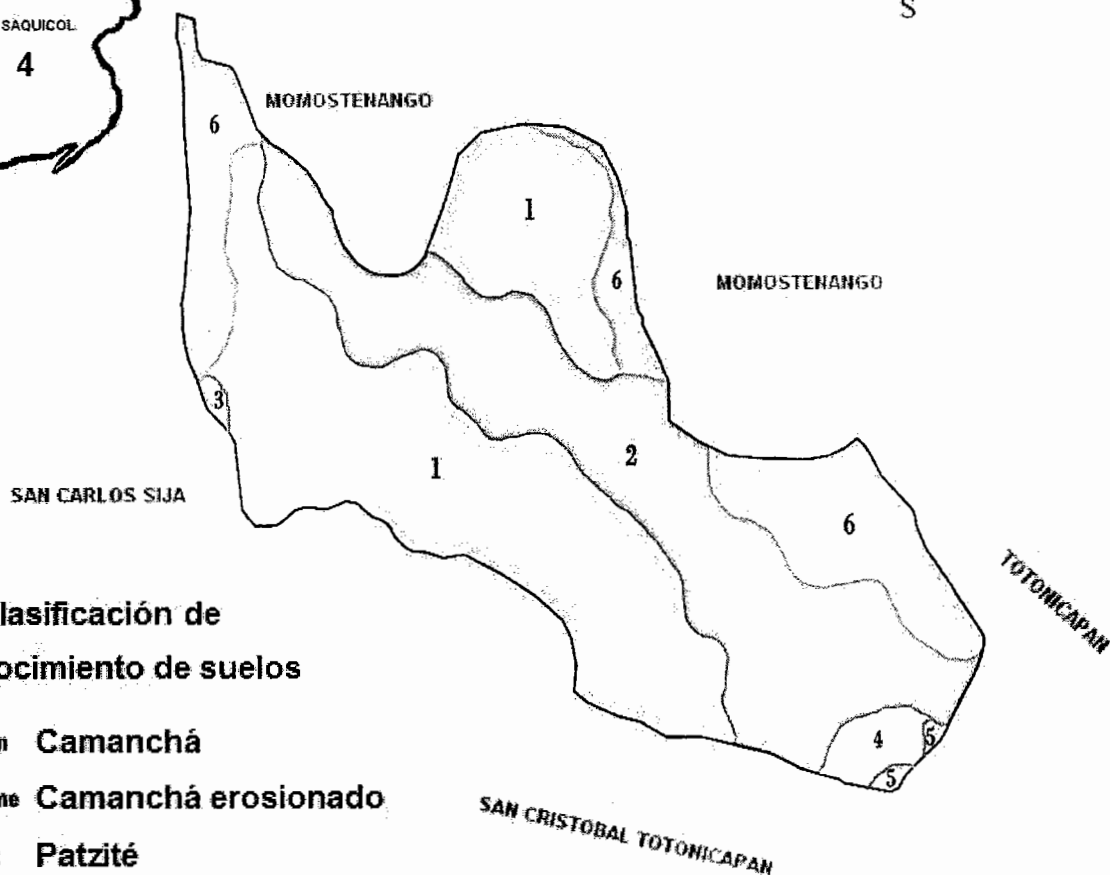 S
SAQUICOL
4
MOMOSTENANGO
6
1
6
MOMOSTENANGO
3
1
2
6
SAN CARLOS SIJA
TOTONICAPAN
lasificación de
ocimiento de suelos
Camanchá
Camanchá erosionado
Patzité
4
5
5
SAN CRISTOBAL TOTONICAPAN